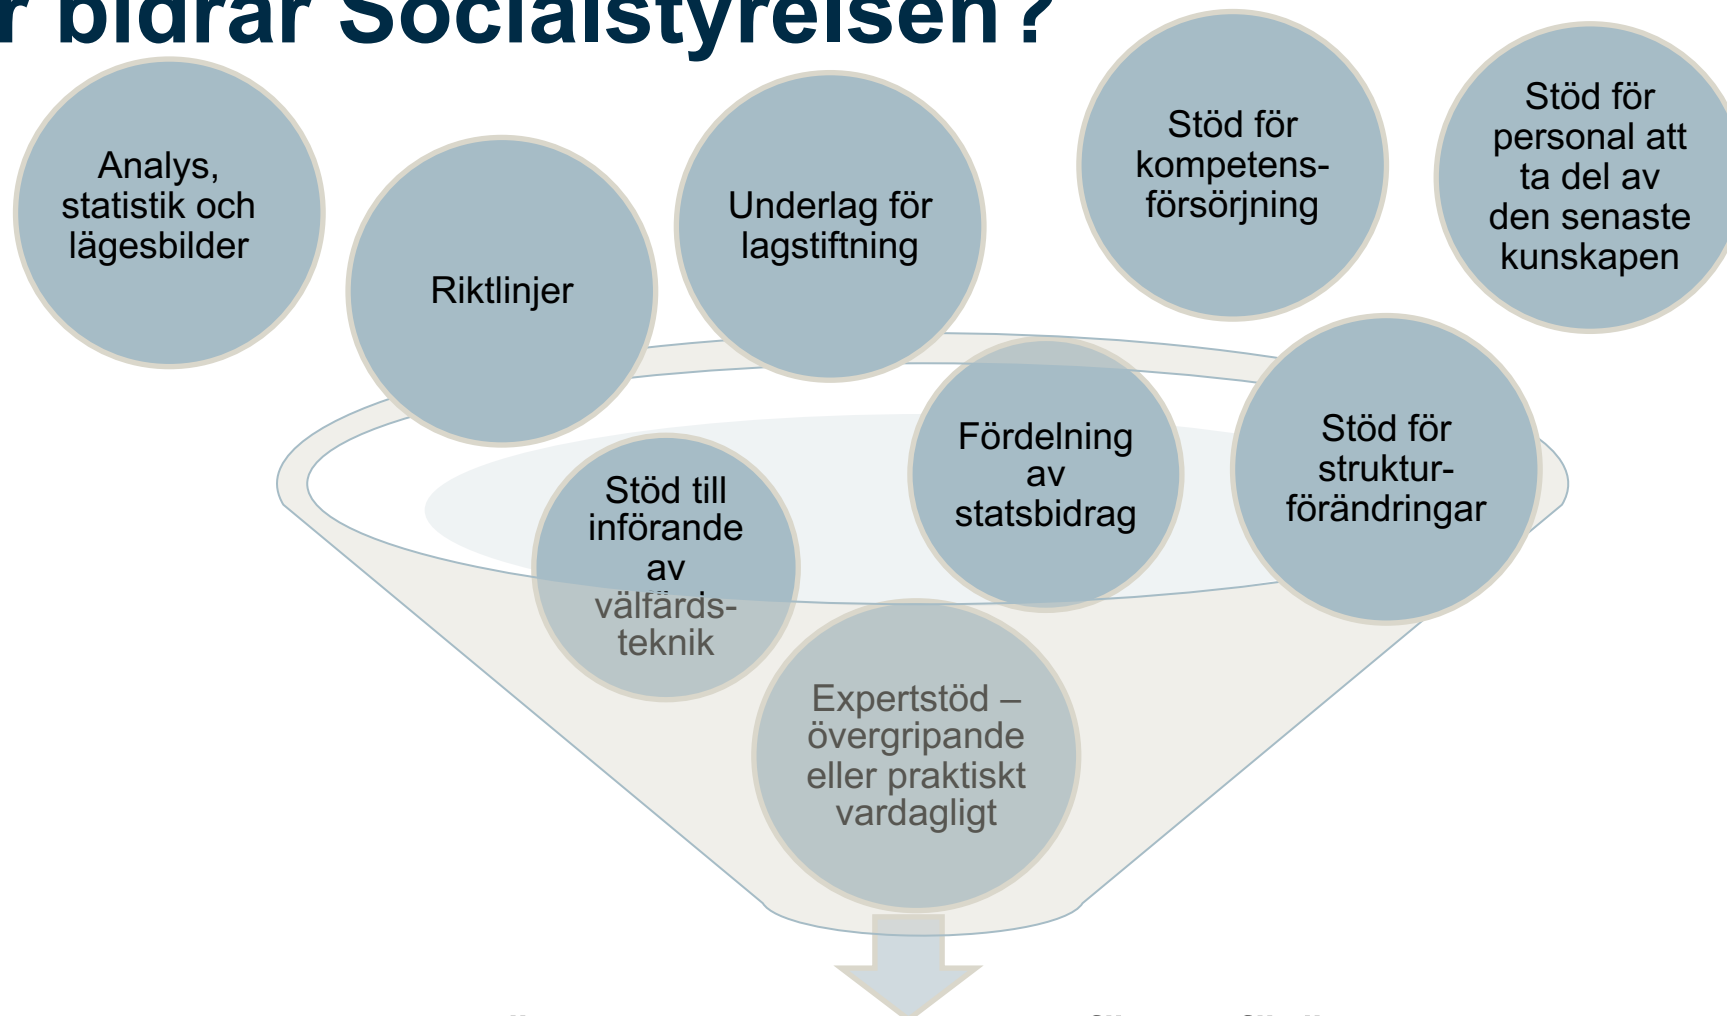 bidrar Socialstyrelsen?
Analys,
statistik och
lägesbilder
Riktlinjer
Underlag för
lagstiftning
Stöd för
kompetens-
försörjning
Stöd för
personal att
ta del av
den senaste
kunskapen
Stöd till
införande
av
välfärds-
teknik
Fördelning
av
statsbidrag
Stöd för
struktur-
förändringar
Expertstöd –
övergripande
eller praktiskt
vardagligt